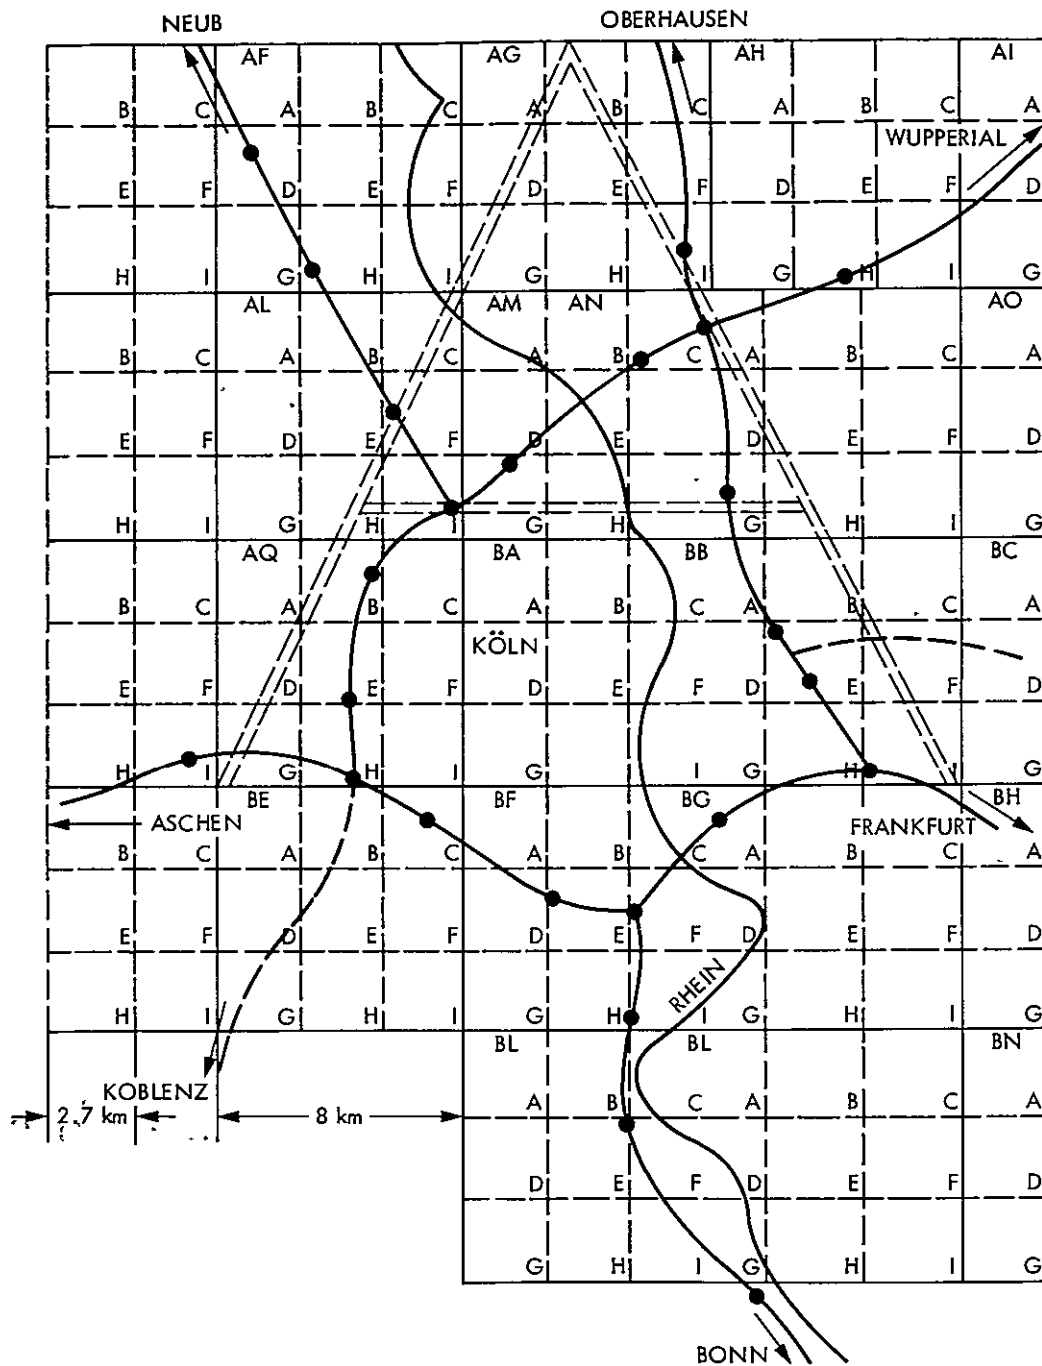 NEUB OBERHAUSEN
AF AG AH AI
B C A B C A B C A B C A
WUPPERIAL
E F D E F D E F D E F D
H I G H I G H I G H I G
AL AM AN AO
B C A B C A B C A B C A
E F D E F D E D E F D
H I G H I G H G H I G
AQ BA BB BC
B C A B C A B C A B C A
KÖLN
E F D E F D E F D E F D
H I G H I G I G H I G
BE BF BG BH
ASCHEN FRANKFURT
B C A B C A B C A B C A
E F D E F D E F D E F D
RHEIN
H I G H I G H I G H I G
BL BL BN
KOBLENZ
2.7 km 8 km
A B C A B C A
D E F D E F D
G H I G H I G
BONN